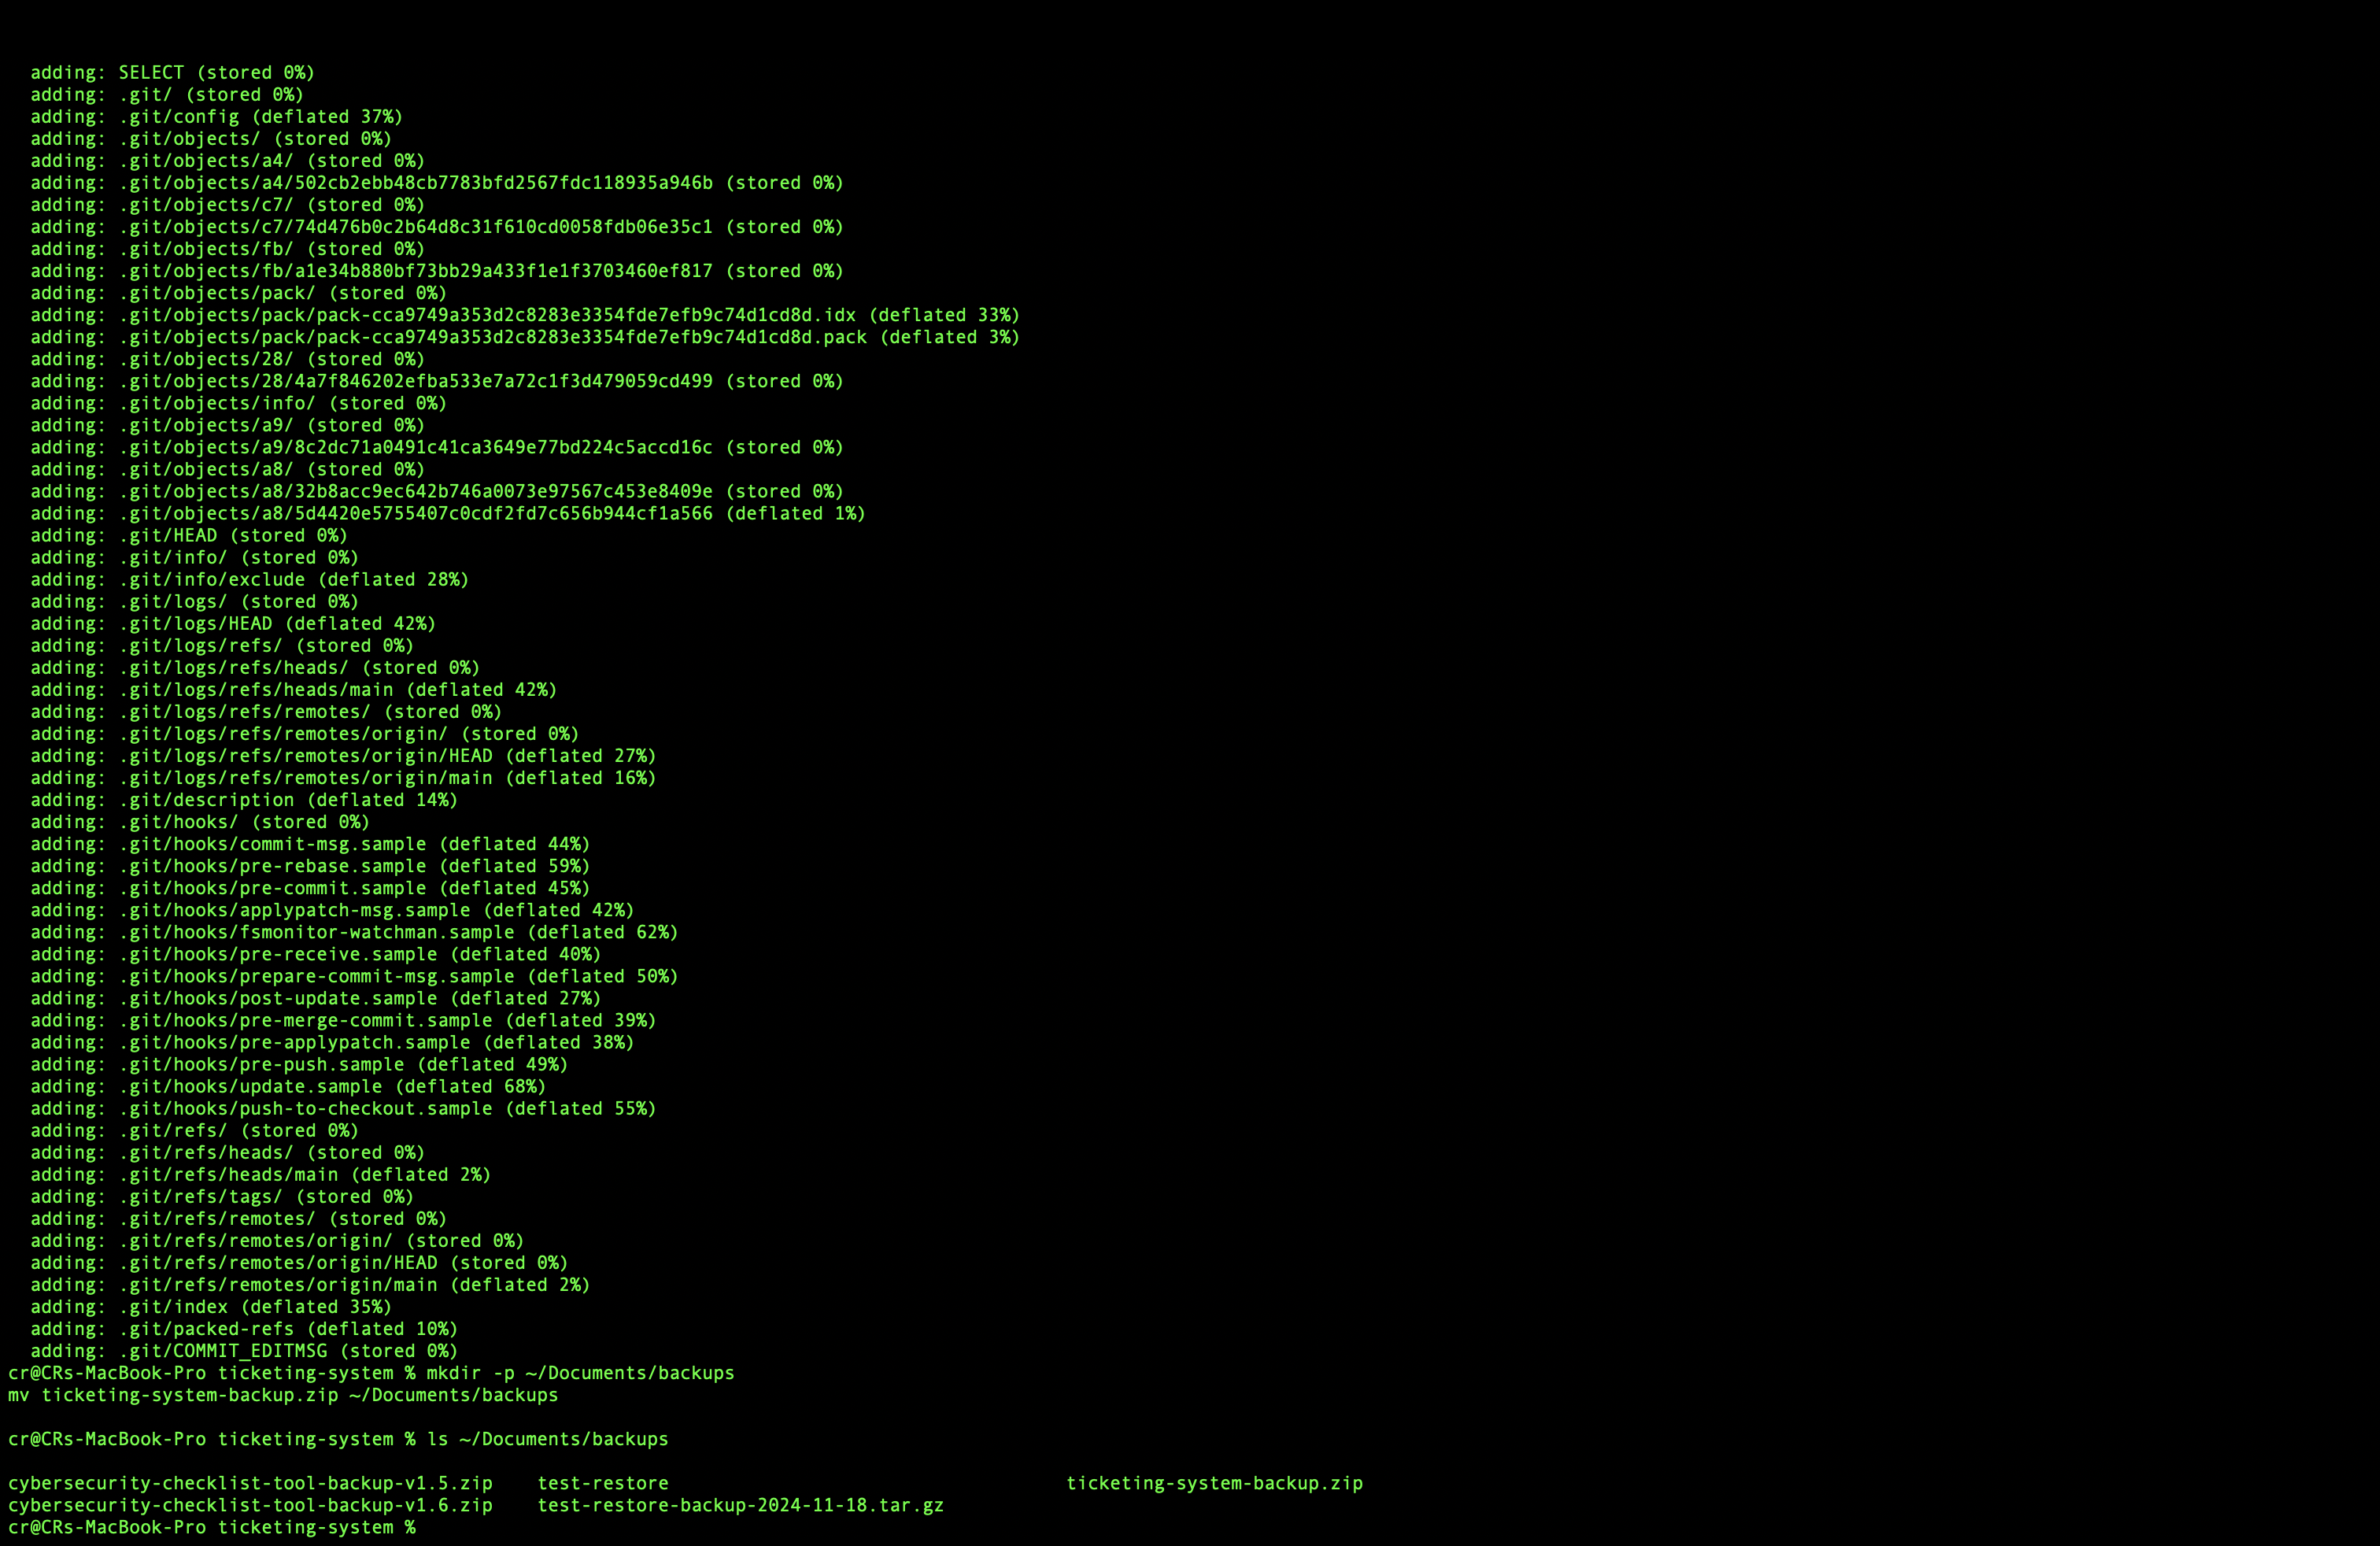 adding: SELECT (stored 0%)
adding: .git/ (stored 0%)
adding: .git/config (deflated 37%)
adding: .git/objects/ (stored 0%)
adding: .git/objects/a4/ (stored 0%)
adding: .git/objects/a4/502cb2ebb48cb7783bfd2567fdc118935a946b (stored 0%)
adding: .git/objects/c7/ (stored 0%)
adding: .git/objects/c7/74d476b0c2b64d8c31f610cd0058fdb06e35c1 (stored 0%)
adding: .git/objects/fb/ (stored 0%)
adding: .git/objects/fb/a1e34b880bf73bb29a433f1e1f3703460ef817 (stored 0%)
adding: .git/objects/pack/ (stored 0%)
adding: .git/objects/pack/pack-cca9749a353d2c8283e3354fde7efb9c74d1cd8d.idx (deflated 33%)
adding: .git/objects/pack/pack-cca9749a353d2c8283e3354fde7efb9c74d1cd8d.pack (deflated 3%)
adding: .git/objects/28/ (stored 0%)
adding: .git/objects/28/4a7f846202efba533e7a72c1f3d479059cd499 (stored 0%)
adding: .git/objects/info/ (stored 0%)
adding: .git/objects/a9/ (stored 0%)
adding: .git/objects/a9/8c2dc71a0491c41ca3649e77bd224c5accd16c (stored 0%)
adding: .git/objects/a8/ (stored 0%)
adding: .git/objects/a8/32b8acc9ec642b746a0073e97567c453e8409e (stored 0%)
adding: .git/objects/a8/5d4420e5755407c0cdf2fd7c656b944cf1a566 (deflated 1%)
adding: .git/HEAD (stored 0%)
adding: .git/info/ (stored 0%)
adding: .git/info/exclude (deflated 28%)
adding: .git/logs/ (stored 0%)
adding: .git/logs/HEAD (deflated 42%)
adding: .git/logs/refs/ (stored 0%)
adding: .git/logs/refs/heads/ (stored 0%)
adding: .git/logs/refs/heads/main (deflated 42%)
adding: .git/logs/refs/remotes/ (stored 0%)
adding: .git/logs/refs/remotes/origin/ (stored 0%)
adding: .git/logs/refs/remotes/origin/HEAD (deflated 27%)
adding: .git/logs/refs/remotes/origin/main (deflated 16%)
adding: .git/description (deflated 14%)
adding: .git/hooks/ (stored 0%)
adding: .git/hooks/commit-msg.sample (deflated 44%)
adding: .git/hooks/pre-rebase.sample (deflated 59%)
adding: .git/hooks/pre-commit.sample (deflated 45%)
adding: .git/hooks/applypatch-msg.sample (deflated 42%)
adding: .git/hooks/fsmonitor-watchman.sample (deflated 62%)
adding: .git/hooks/pre-receive.sample (deflated 40%)
adding: .git/hooks/prepare-commit-msg.sample (deflated 50%)
adding: .git/hooks/post-update.sample (deflated 27%)
adding: .git/hooks/pre-merge-commit.sample (deflated 39%)
adding: .git/hooks/pre-applypatch.sample (deflated 38%)
adding: .git/hooks/pre-push.sample (deflated 49%)
adding: .git/hooks/update.sample (deflated 68%)
adding: .git/hooks/push-to-checkout.sample (deflated 55%)
adding: .git/refs/ (stored 0%)
adding: .git/refs/heads/ (stored 0%)
adding: .git/refs/heads/main (deflated 2%)
adding: .git/refs/tags/ (stored 0%)
adding: .git/refs/remotes/ (stored 0%)
adding: .git/refs/remotes/origin/ (stored 0%)
adding: .git/refs/remotes/origin/HEAD (stored 0%)
adding: .git/refs/remotes/origin/main (deflated 2%)
adding: .git/index (deflated 35%)
adding: .git/packed-refs (deflated 10%)
adding: .git/COMMIT_EDITMSG (stored 0%)
cr@CRs-MacBook-Pro ticketing-system % mkdir -p ~/Documents/backups
mv ticketing-system-backup.zip ~/Documents/backups
cr@CRs-MacBook-Pro ticketing-system % ls ~/Documents/backups
cybersecurity-checklist-tool-backup-v1.5.zip test-restore ticketing-system-backup.zip
cybersecurity-checklist-tool-backup-v1.6.zip test-restore-backup-2024-11-18.tar.gz
cr@CRs-MacBook-Pro ticketing-system %